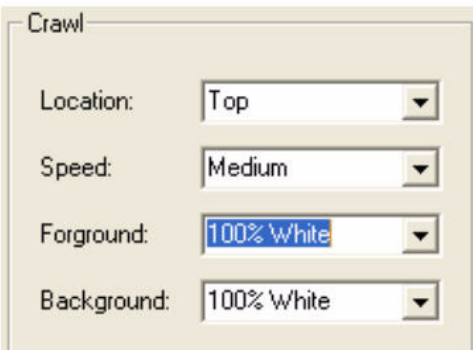 Crawl
Location: Top
Speed: Medium
Forground: 100% White
Background: 100% White